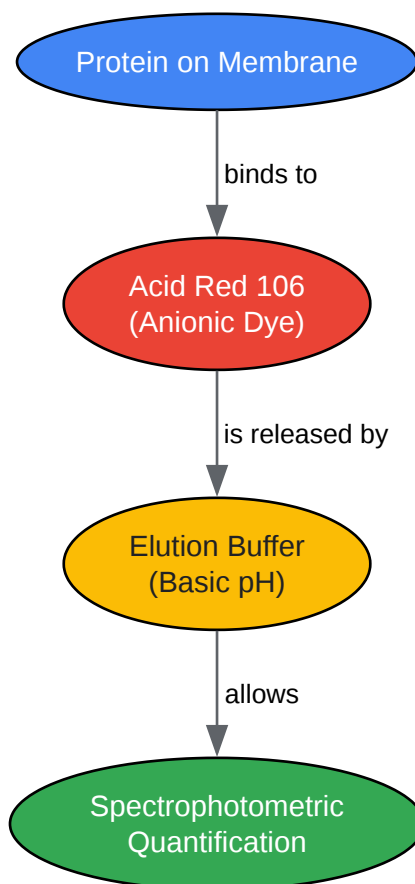 Protein on Membrane
binds to
Acid Red 106
(Anionic Dye)
is released by
Elution Buffer
(Basic pH)
allows
Spectrophotometric
Quantification